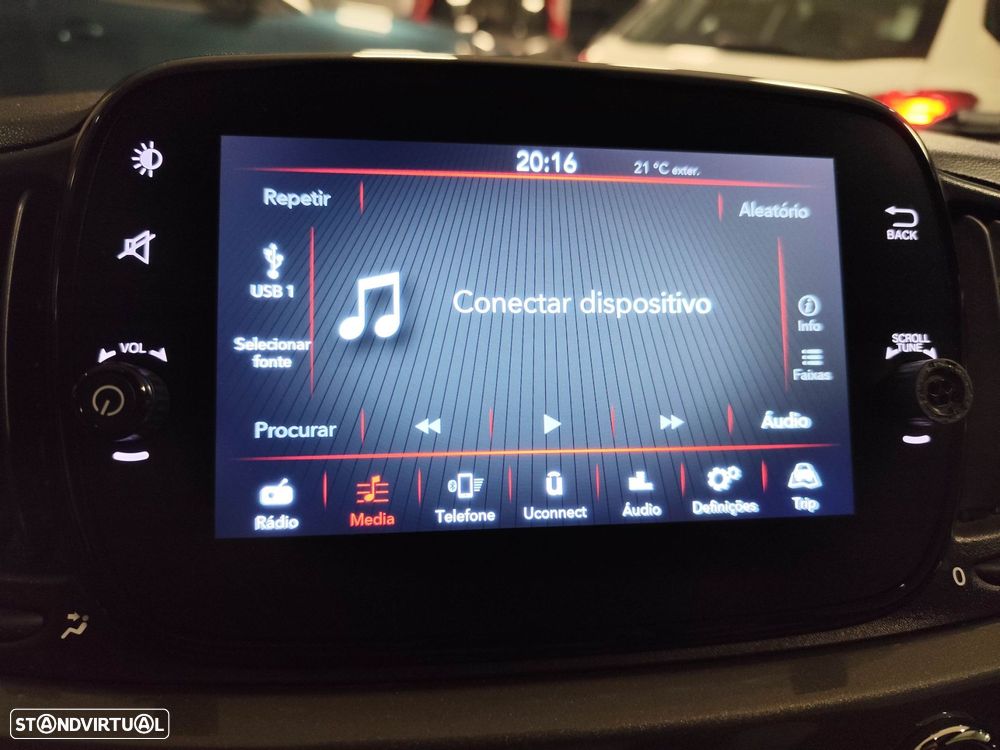 20:16
21 °C exter.
Repetir
Aleatório
BACK
USB 1
Conectar dispositivo
Info
Selecionar
fonte
VOL
SCROLL
TUNE
Faixas
Procurar
Áudio
Rádio
Media
Telefone
Uconnect
Áudio
Definições
Trip
0
STANDVIRTUAL